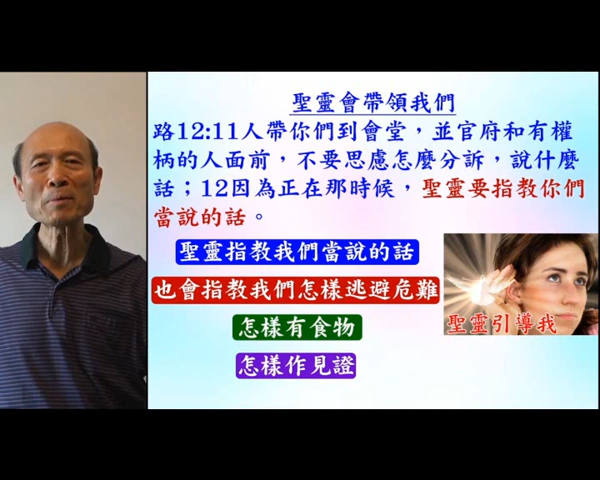 聖靈會帶領我們
路12:11人帶你們到會堂，並官府和有權
柄的人面前，不要思慮怎麼分訴，說什麼
話；12因為正在那時候，聖靈要指教你們
當說的話。
聖靈指教我們當說的話
也會指教我們怎樣逃避危難
怎樣有食物
怎樣作見證
聖靈引導我